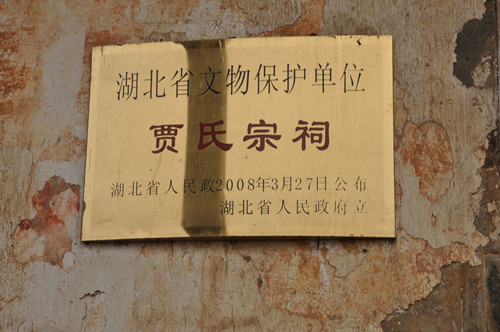 湖北省文物保护单位
贾氏宗祠
湖北省人民政2008年3月27日公布
湖北省人民政府立